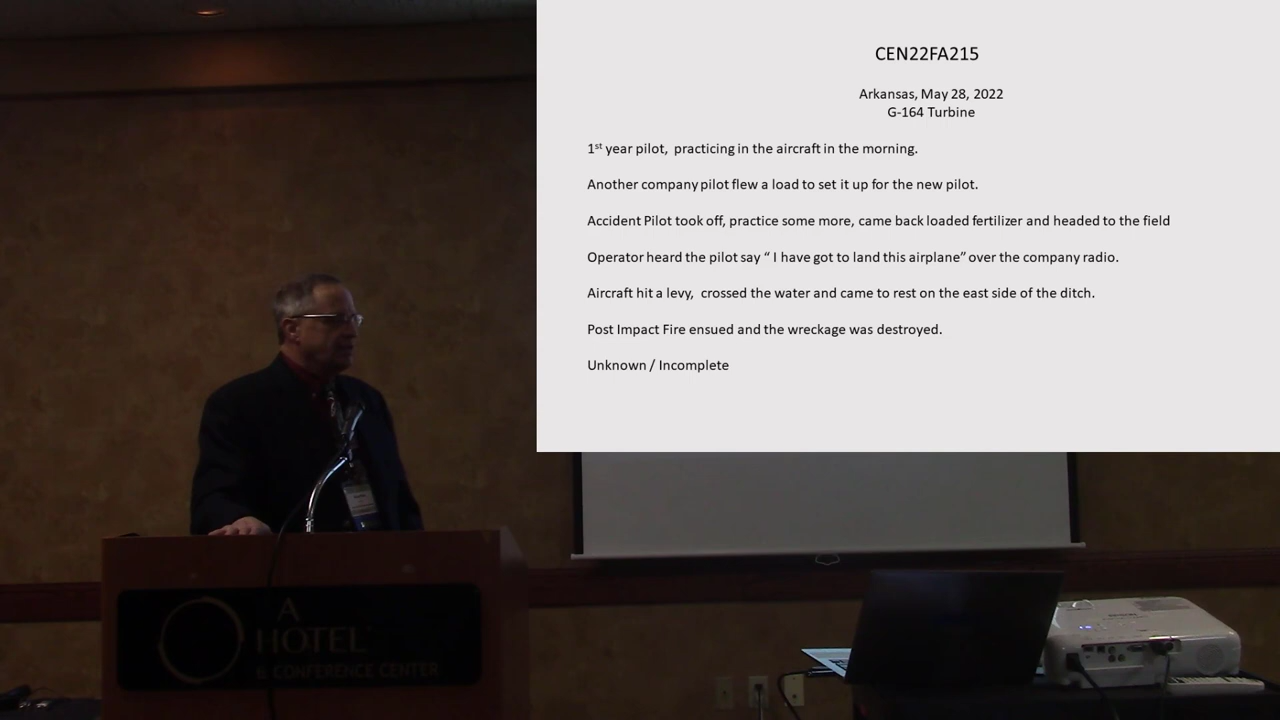 CEN22FA215
Arkansas, May 28, 2022
G-164 Turbine
1st year pilot, practicing in the aircraft in the morning.
Another company pilot flew a load to set it up for the new pilot.
Accident Pilot took off, practice some more, came back loaded fertilizer and headed to the field
Operator heard the pilot say “ I have got to land this airplane” over the company radio.
Aircraft hit a levy, crossed the water and came to rest on the east side of the ditch.
Post Impact Fire ensued and the wreckage was destroyed.
Unknown / Incomplete
A
HOTEL
& CONFERENCE CENTER